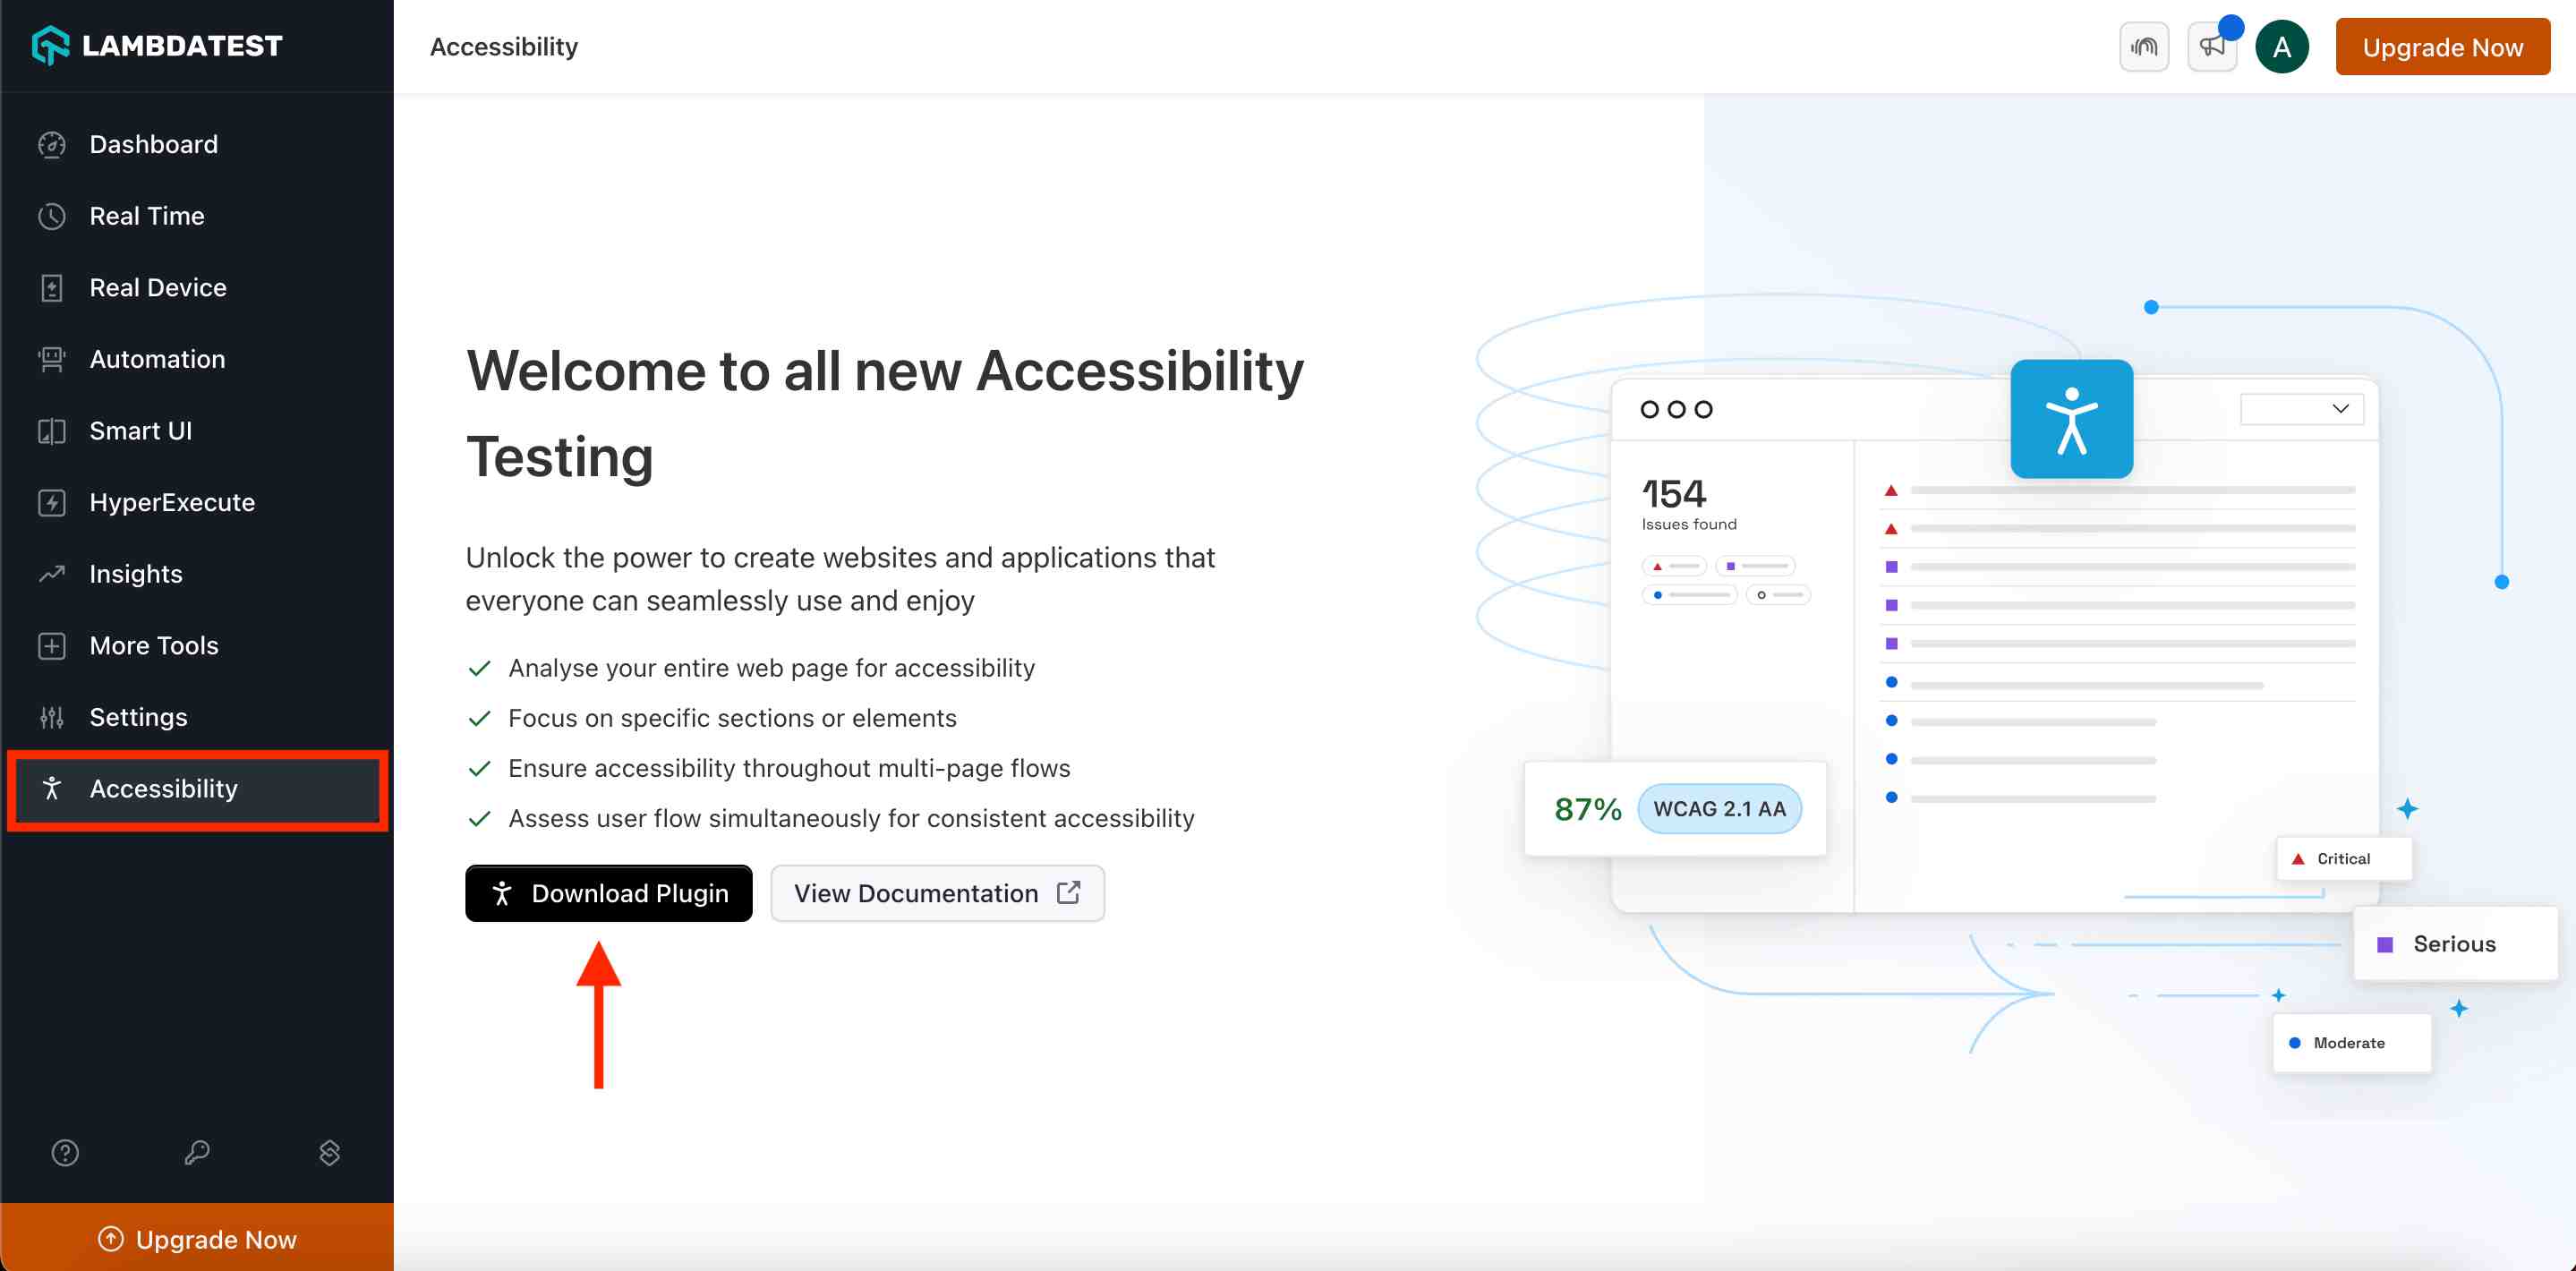 LAMBDATEST
Dashboard
Real Time
Real Device
Automation
Smart UI
HyperExecute
Insights
More Tools
Settings
Accessibility
Upgrade Now
Accessibility
A
Upgrade Now
Welcome to all new Accessibility
Testing
Unlock the power to create websites and applications that
everyone can seamlessly use and enjoy
Analyse your entire web page for accessibility
Focus on specific sections or elements
Ensure accessibility throughout multi-page flows
Assess user flow simultaneously for consistent accessibility
Download Plugin
View Documentation
154
Issues found
87% WCAG 2.1 AA
Critical
Serious
Moderate